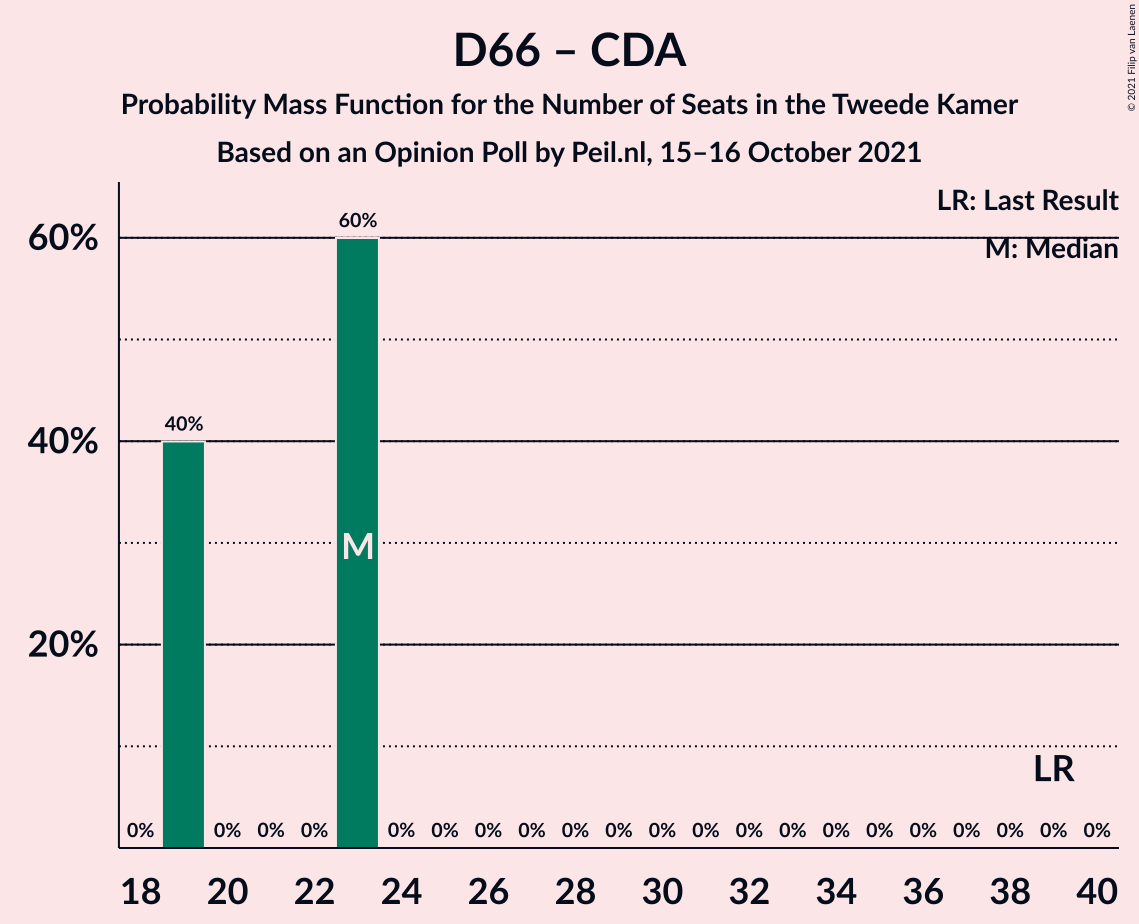 D66 – CDA
Probability Mass Function for the Number of Seats in the Tweede Kamer
Based on an Opinion Poll by Peil.nl, 15–16 October 2021
© 2021 Filip van Laenen
LR: Last Result
M: Median
60%
40%
20%
60%
40%
M
LR
0% 0% 0% 0% 0% 0% 0% 0% 0% 0% 0% 0% 0% 0% 0% 0% 0% 0% 0% 0% 0%
18 20 22 24 26 28 30 32 34 36 38 40